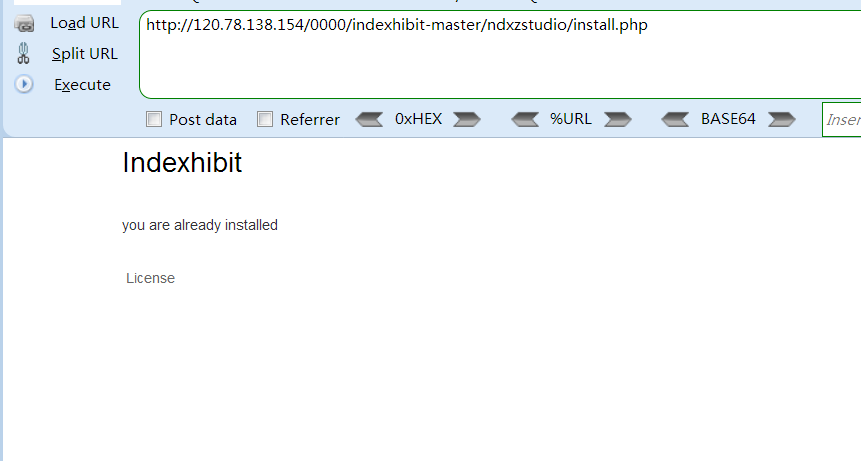 Load URL
http://120.78.138.154/0000/indexhibit-master/ndxzstudio/install.php
Split URL
Execute
Post data Referrer 0xHEX %URL BASE64 Inser
Indexhibit
you are already installed
License